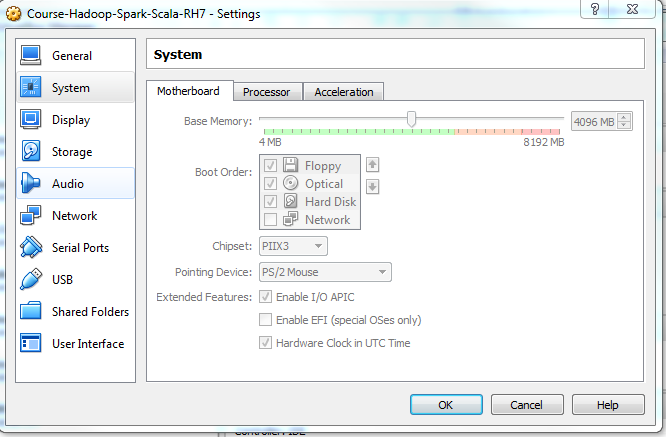 Course-Hadoop-Spark-Scala-RH7 - Settings
?
General
System
Display
Storage
Audio
Network
Serial Ports
USB
Shared Folders
User Interface
System
Motherboard Processor Acceleration
Base Memory: 4096 MB
4 MB 8192 MB
Boot Order: Floppy
Optical
Hard Disk
Network
Chipset: PIIX3
Pointing Device: PS/2 Mouse
Extended Features: Enable I/O APIC
Enable EFI (special OSes only)
Hardware Clock in UTC Time
OK Cancel Help